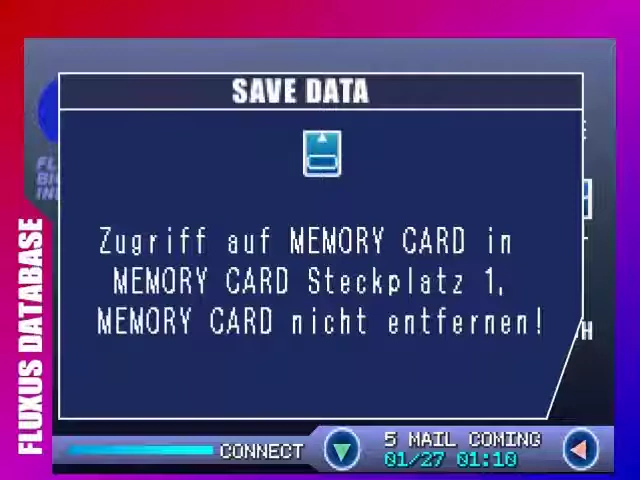 SAVE DATA
Zugriff auf MEMORY CARD in
MEMORY CARD Steckplatz 1.
MEMORY CARD nicht entfernen!
FLUXUS DATABASE
CONNECT
5 MAIL COMING
01/27 01:10